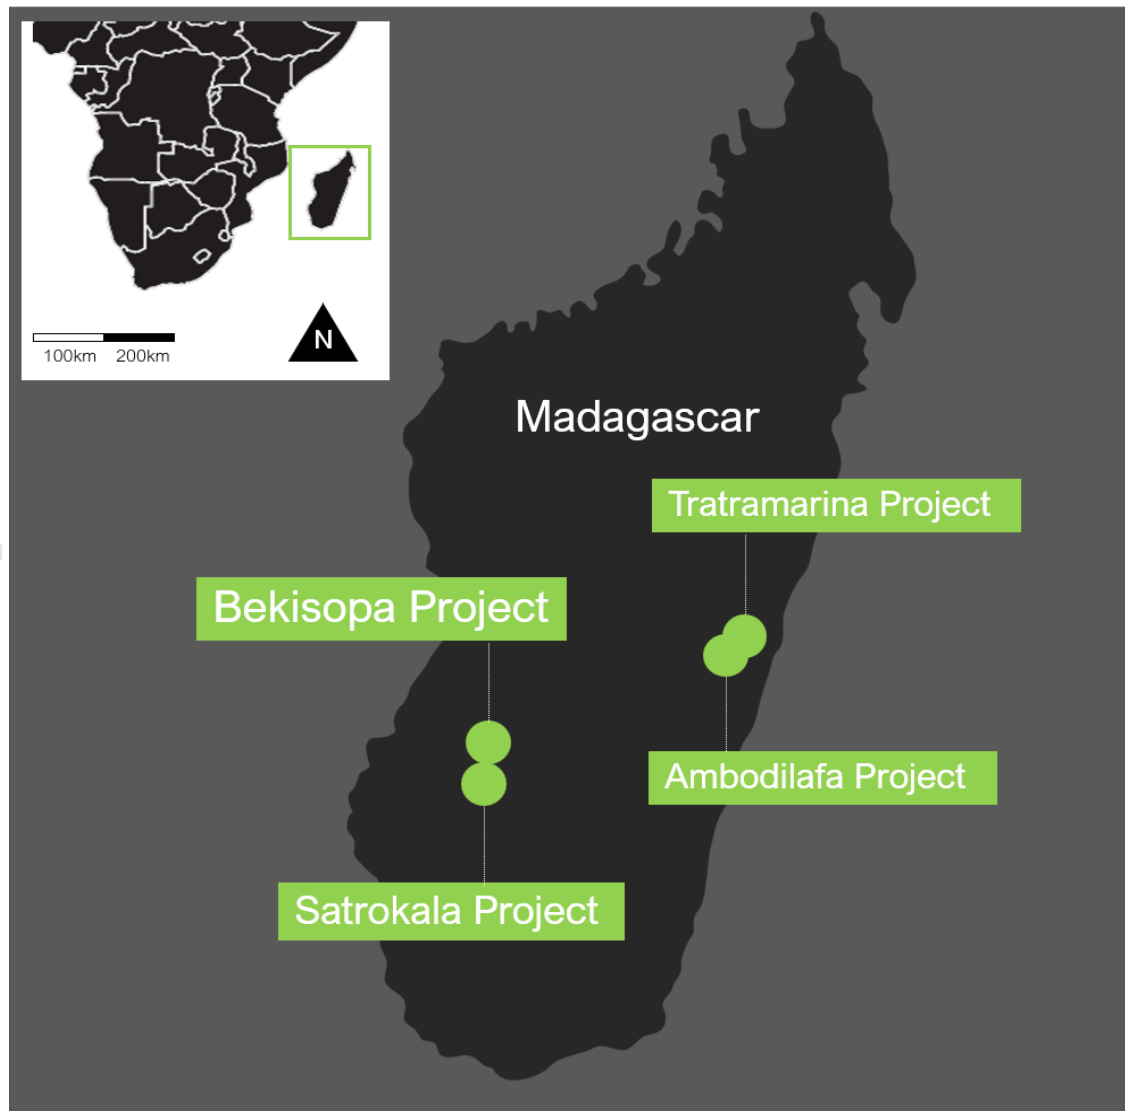 100km 200km
N
Madagascar
Tratramarina Project
Bekisopa Project
Ambodilafa Project
Satrokala Project